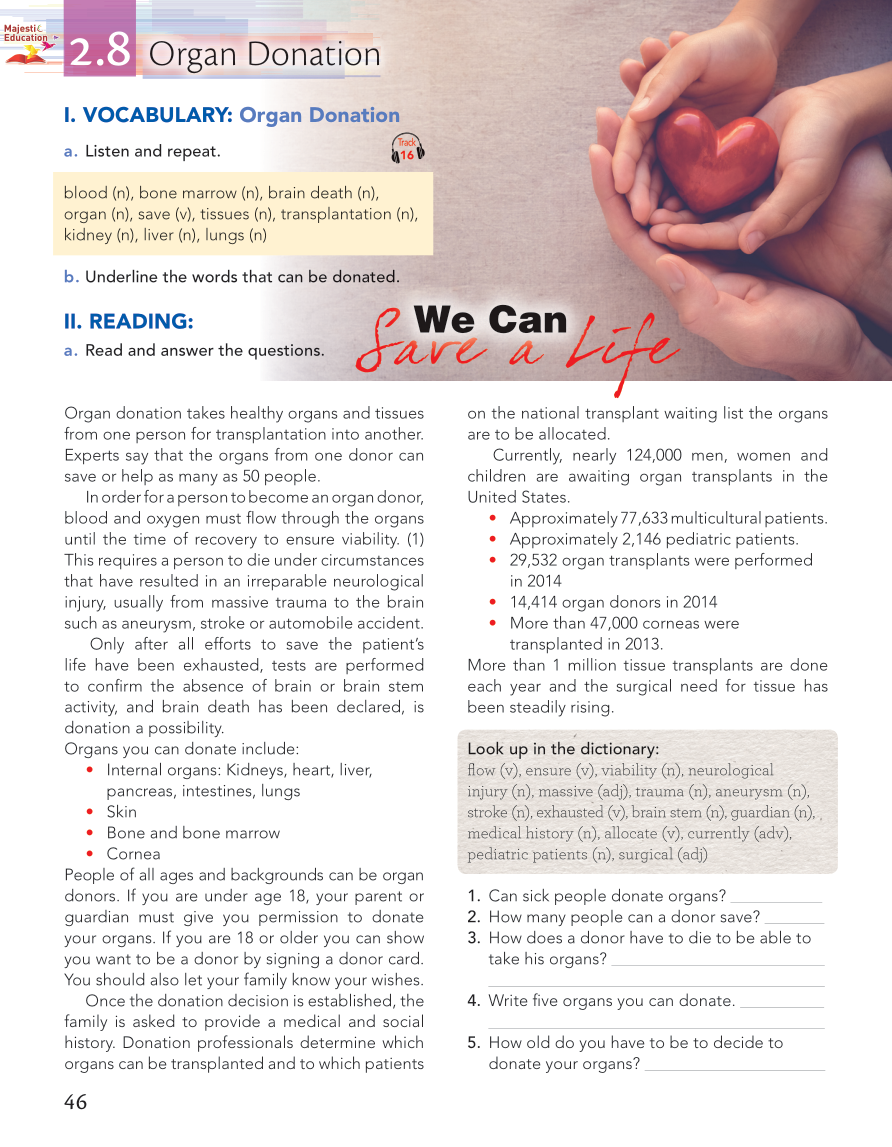 Majesti
Education
2.8 Organ Donation
I. VOCABULARY: Organ Donation
a. Listen and repeat.
Track
16
blood (n), bone marrow (n), brain death (n),
organ (n), save (v), tissues (n), transplantation (n),
kidney (n), liver (n), lungs (n)
b. Underline the words that can be donated.
II. READING:
a. Read and answer the questions.
We Can
Save a Life
Organ donation takes healthy organs and tissues
from one person for transplantation into another.
Experts say that the organs from one donor can
save or help as many as 50 people.
In order for a person to become an organ donor,
blood and oxygen must flow through the organs
until the time of recovery to ensure viability. (1)
This requires a person to die under circumstances
that have resulted in an irreparable neurological
injury, usually from massive trauma to the brain
such as aneurysm, stroke or automobile accident.
Only after all efforts to save the patient's
life have been exhausted, tests are performed
to confirm the absence of brain or brain stem
activity, and brain death has been declared, is
donation a possibility.
Organs you can donate include:
• Internal organs: Kidneys, heart, liver,
pancreas, intestines, lungs
• Skin
• Bone and bone marrow
• Cornea
People of all ages and backgrounds can be organ
donors. If you are under age 18, your parent or
guardian must give you permission to donate
your organs. If you are 18 or older you can show
you want to be a donor by signing a donor card.
You should also let your family know your wishes.
Once the donation decision is established, the
family is asked to provide a medical and social
history. Donation professionals determine which
organs can be transplanted and to which patients
on the national transplant waiting list the organs
are to be allocated.
Currently, nearly 124,000 men, women and
children are awaiting organ transplants in the
United States.
• Approximately 77,633 multicultural patients.
• Approximately 2,146 pediatric patients.
• 29,532 organ transplants were performed
in 2014
• 14,414 organ donors in 2014
• More than 47,000 corneas were
transplanted in 2013.
More than 1 million tissue transplants are done
each year and the surgical need for tissue has
been steadily rising.
Look up in the dictionary:
flow (v), ensure (v), viability (n), neurological
injury (n), massive (adj), trauma (n), aneurysm (n),
stroke (n), exhausted (v), brain stem (n), guardian (n),
medical history (n), allocate (v), currently (adv),
pediatric patients (n), surgical (adj)
1. Can sick people donate organs? ____________
2. How many people can a donor save? ________
3. How does a donor have to die to be able to
take his organs? ____________________________
4. Write five organs you can donate. ___________
5. How old do you have to be to decide to
donate your organs? ________________________
46